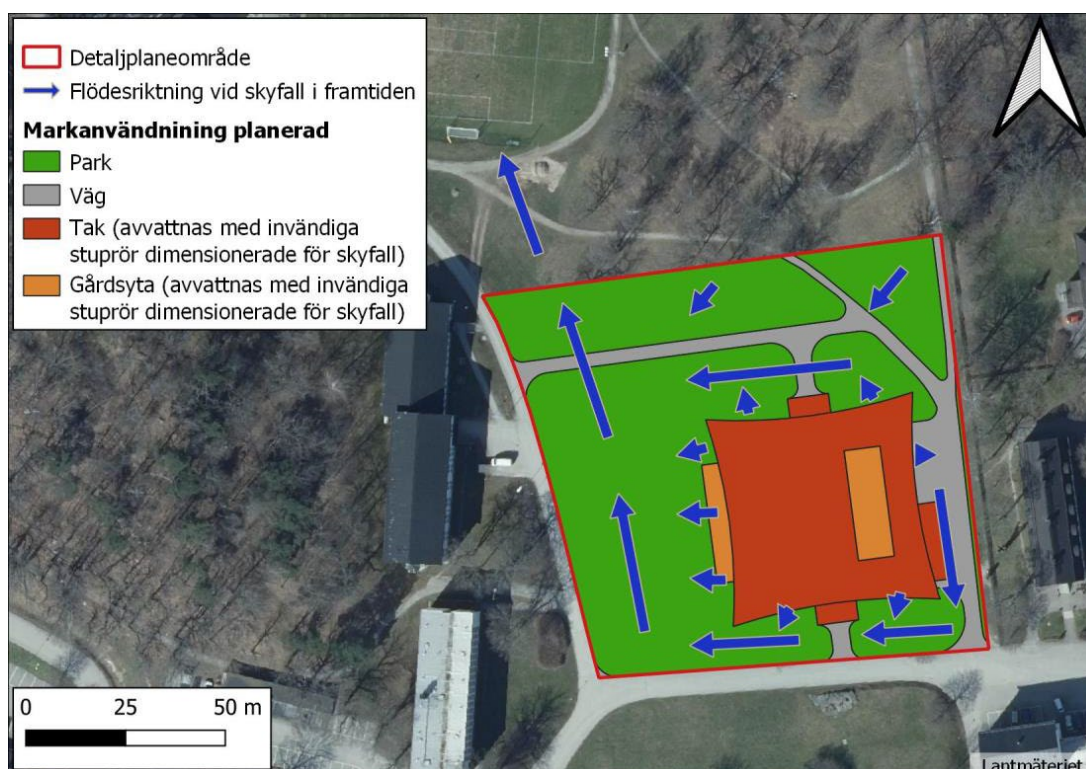 Detaljplaneområde
Flödesriktning vid skyfall i framtiden
Markanvändnining planerad
Park
Väg
Tak (avvattnas med invändiga
stuprör dimensionerade för skyfall)
Gårdsyta (avvattnas med invändiga
stuprör dimensionerade för skyfall)
0 25 50 m
Lantmäteriet